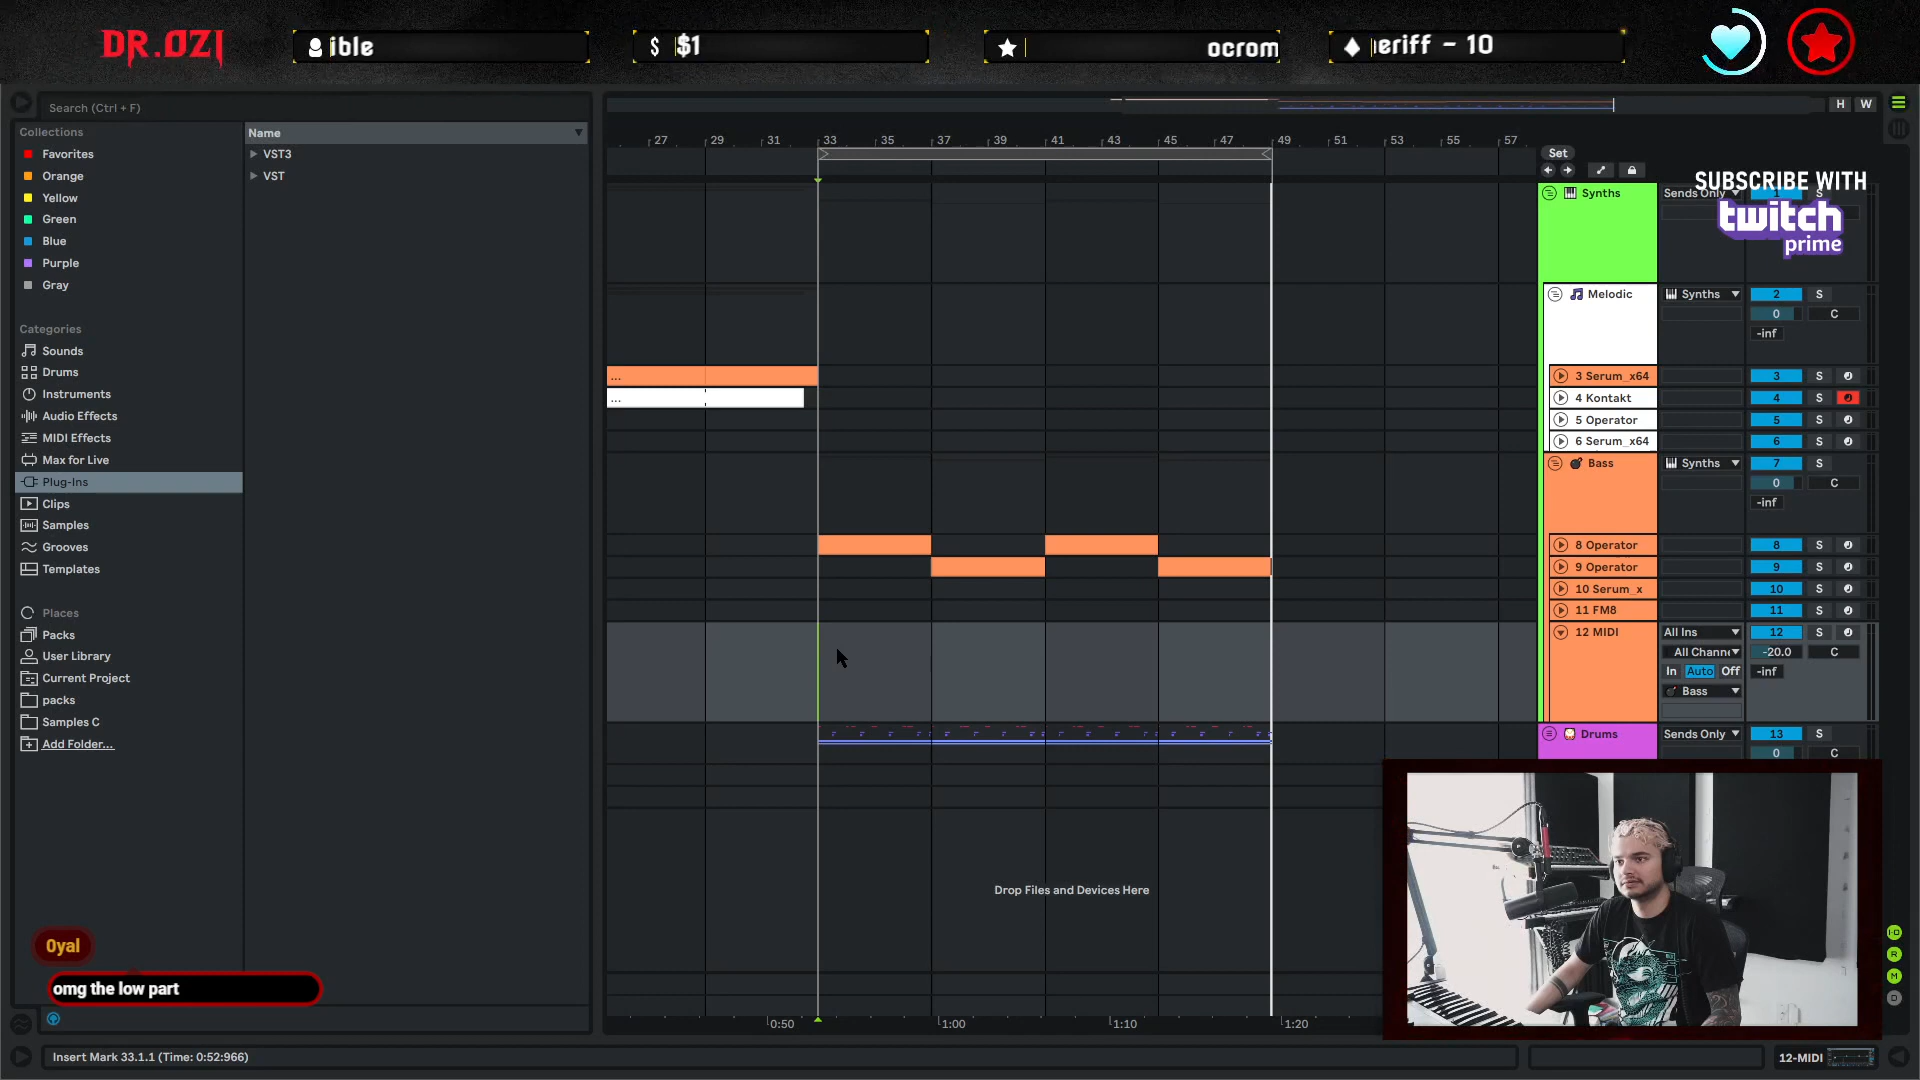 DR.OZI
ible
$ $1
ocrom
eriff - 10
Search (Ctrl + F)
H W
Collections
Favorites
Orange
Yellow
Green
Blue
Purple
Gray
Categories
Sounds
Drums
Instruments
Audio Effects
MIDI Effects
Max for Live
Plug-Ins
Clips
Samples
Grooves
Templates
Places
Packs
User Library
Current Project
packs
Samples C
Add Folder...
Name
VST3
VST
27 29 31 33 35 37 39 41 43 45 47 49 51 53 55 57
Set
SUBSCRIBE WITH
twitch
prime
Synths Sends Only 1 S
Melodic Synths 2 S
0 C
-inf
...
3 Serum_x64 3 S
...
4 Kontakt 4 S
5 Operator 5 S
6 Serum_x64 6 S
Bass Synths 7 S
0 C
-inf
8 Operator 8 S
9 Operator 9 S
10 Serum_x 10 S
11 FM8 11 S
12 MIDI All Ins 12 S
All Chann -20.0 C
In Auto Off -inf
Bass
Drums Sends Only 13 S
0 C
Drop Files and Devices Here
0yal
omg the low part
I·O
R
M
D
0:50 1:00 1:10 1:20
Insert Mark 33.1.1 (Time: 0:52:966)
12-MIDI